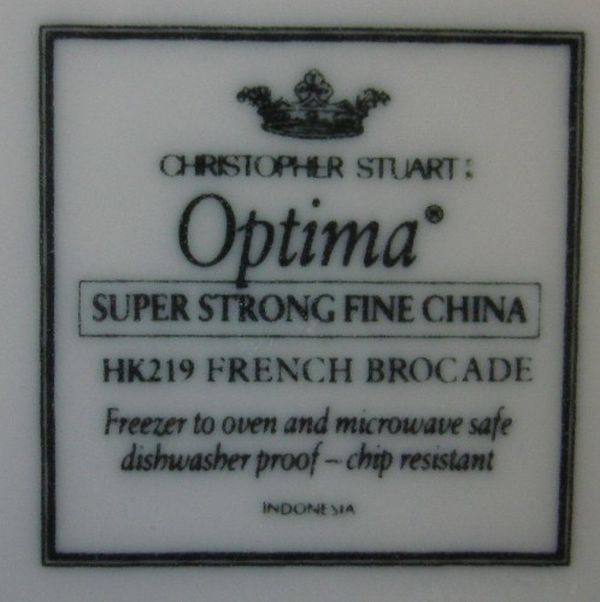 CHRISTOPHER STUART
Optima®
SUPER STRONG FINE CHINA
HK219 FRENCH BROCADE
Freezer to oven and microwave safe
dishwasher proof – chip resistant
INDONESIA